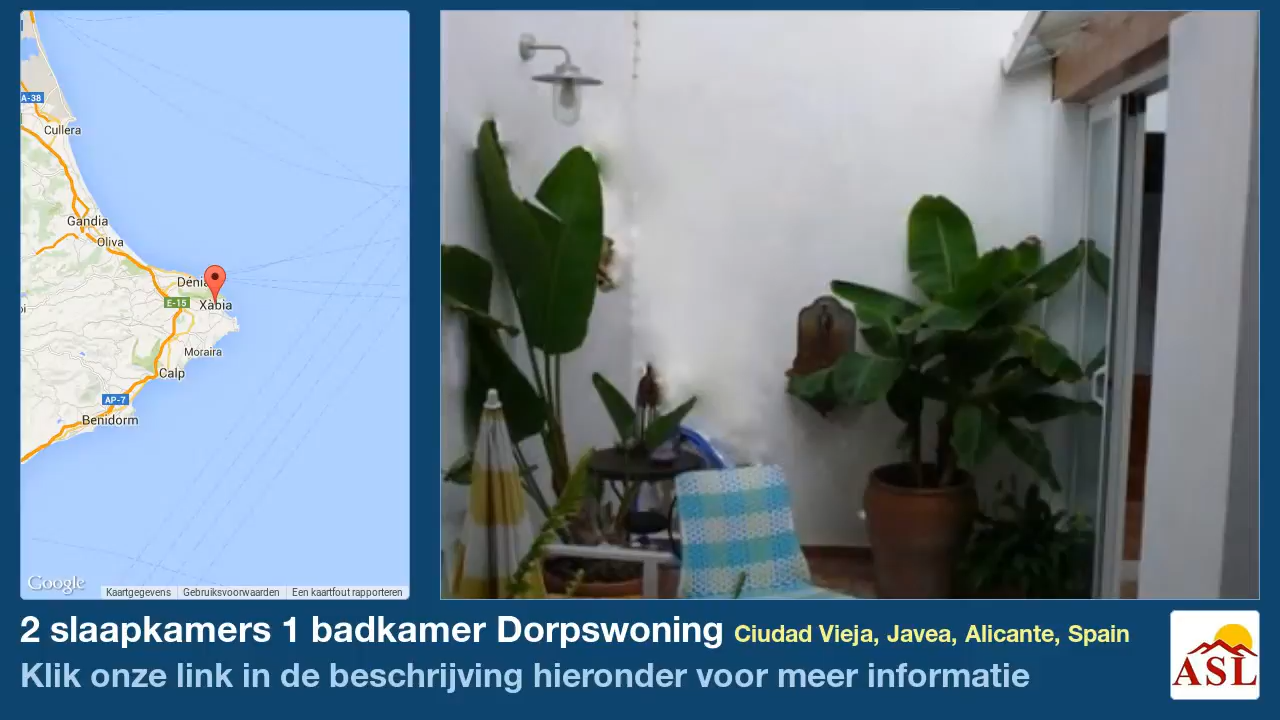 A-38
Cullera
Gandia
Oliva
Dénia
E-15
Xàbia
Moraira
Calp
AP-7
Benidorm
Google
Kaartgegevens
Gebruiksvoorwaarden
Een kaartfout rapporteren
2 slaapkamers 1 badkamer Dorpswoning Ciudad Vieja, Javea, Alicante, Spain
Klik onze link in de beschrijving hieronder voor meer informatie
ASL